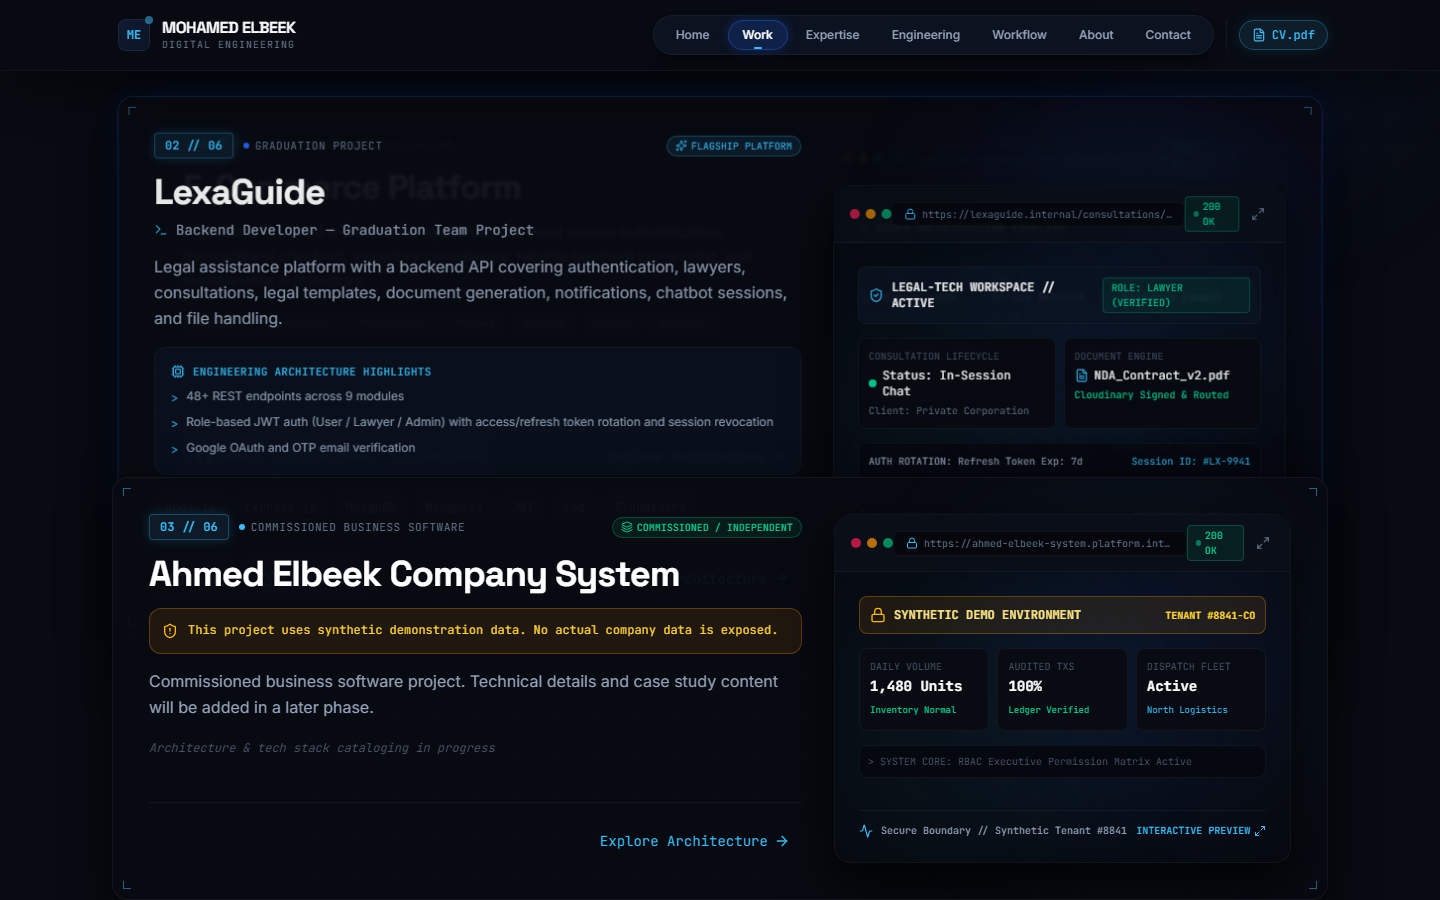 ME
MOHAMED ELBEEK
DIGITAL ENGINEERING
Home
Work
Expertise
Engineering
Workflow
About
Contact
CV.pdf
02 // 06
GRADUATION PROJECT
FLAGSHIP PLATFORM
LexaGuide
Backend Developer — Graduation Team Project
Legal assistance platform with a backend API covering authentication, lawyers,
consultations, legal templates, document generation, notifications, chatbot sessions,
and file handling.
ENGINEERING ARCHITECTURE HIGHLIGHTS
> 48+ REST endpoints across 9 modules
> Role-based JWT auth (User / Lawyer / Admin) with access/refresh token rotation and session revocation
> Google OAuth and OTP email verification
https://lexaguide.internal/consultations/…
200
OK
LEGAL-TECH WORKSPACE //
ACTIVE
ROLE: LAWYER
(VERIFIED)
CONSULTATION LIFECYCLE
Status: In-Session
Chat
Client: Private Corporation
DOCUMENT ENGINE
NDA_Contract_v2.pdf
Cloudinary Signed & Routed
AUTH ROTATION: Refresh Token Exp: 7d
Session ID: #LX-9941
03 // 06
COMMISSIONED BUSINESS SOFTWARE
COMMISSIONED / INDEPENDENT
Ahmed Elbeek Company System
This project uses synthetic demonstration data. No actual company data is exposed.
Commissioned business software project. Technical details and case study content
will be added in a later phase.
Architecture & tech stack cataloging in progress
Explore Architecture →
https://ahmed-elbeek-system.platform.int…
200
OK
SYNTHETIC DEMO ENVIRONMENT
TENANT #8841-CO
DAILY VOLUME
1,480 Units
Inventory Normal
AUDITED TXS
100%
Ledger Verified
DISPATCH FLEET
Active
North Logistics
> SYSTEM CORE: RBAC Executive Permission Matrix Active
Secure Boundary // Synthetic Tenant #8841
INTERACTIVE PREVIEW